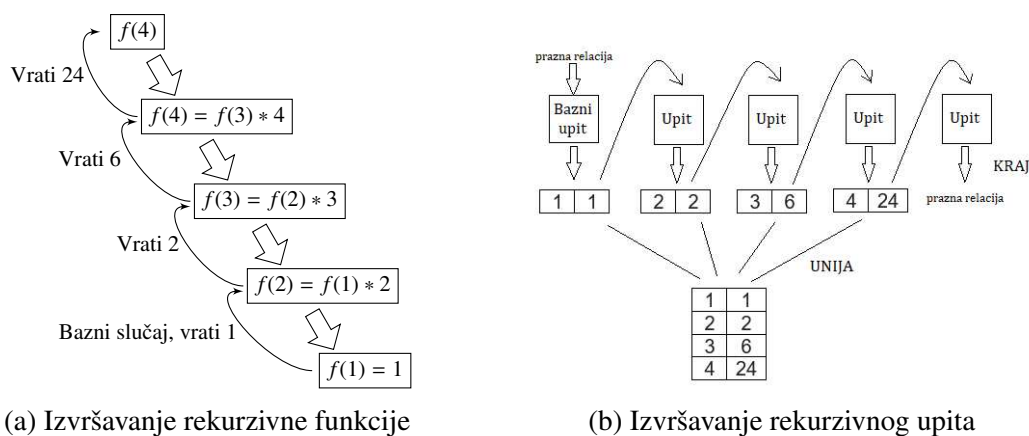 f(4)
Vrati 24
f(4) = f(3) ∗ 4
Vrati 6
f(3) = f(2) ∗ 3
Vrati 2
f(2) = f(1) ∗ 2
Bazni slučaj, vrati 1
f(1) = 1
(a) Izvršavanje rekurzivne funkcije
prazna relacija
Bazni
upit
Upit
Upit
Upit
Upit
KRAJ
1 1
2 2
3 6
4 24
prazna relacija
UNIJA
1 1
2 2
3 6
4 24
(b) Izvršavanje rekurzivnog upita